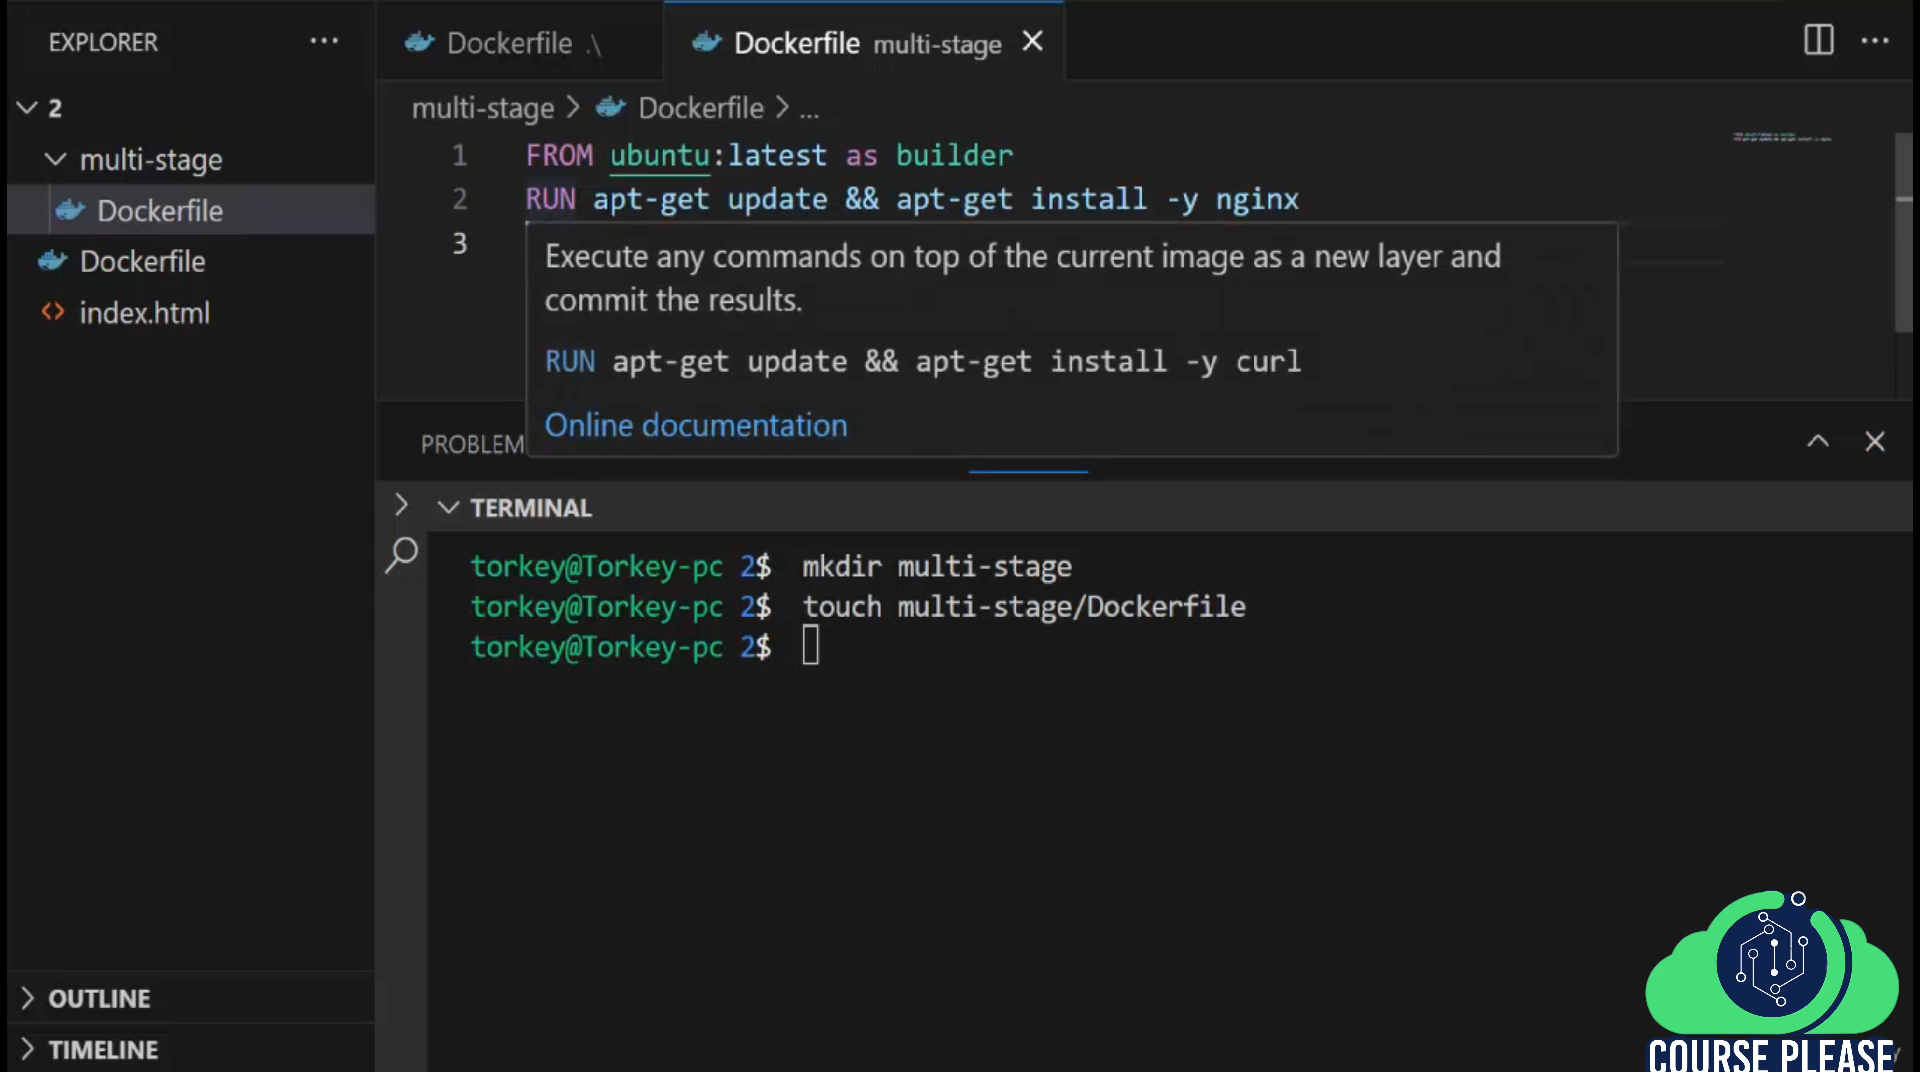 EXPLORER
2
multi-stage
Dockerfile
Dockerfile
index.html
OUTLINE
TIMELINE
Dockerfile .\
Dockerfile multi-stage
multi-stage > Dockerfile > ...
1 FROM ubuntu:latest as builder
2 RUN apt-get update && apt-get install -y nginx
3
Execute any commands on top of the current image as a new layer and
commit the results.
RUN apt-get update && apt-get install -y curl
Online documentation
PROBLEM
TERMINAL
torkey@Torkey-pc 2$ mkdir multi-stage
torkey@Torkey-pc 2$ touch multi-stage/Dockerfile
torkey@Torkey-pc 2$
COURSE PLEASE